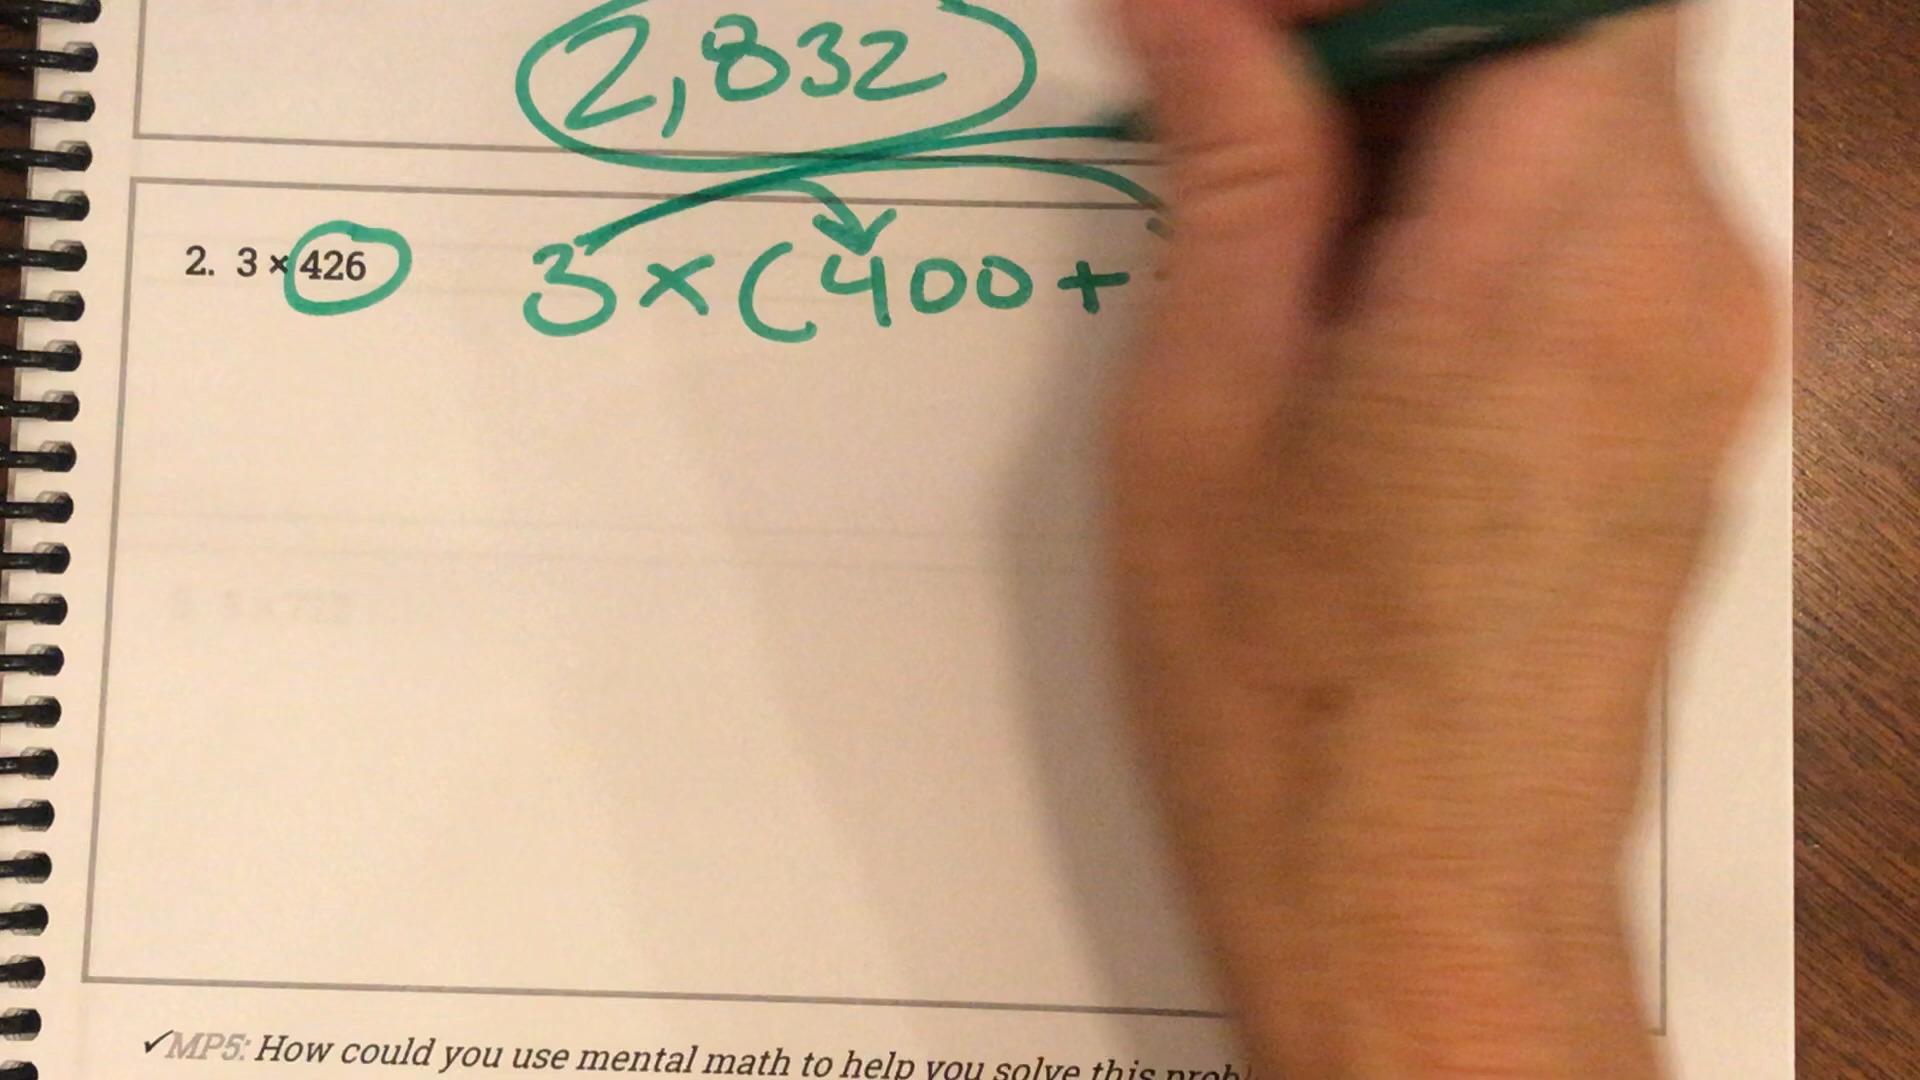 2,832
2. 3 × 426 3 × (400 +
✓MP5: How could you use mental math to help you solve this